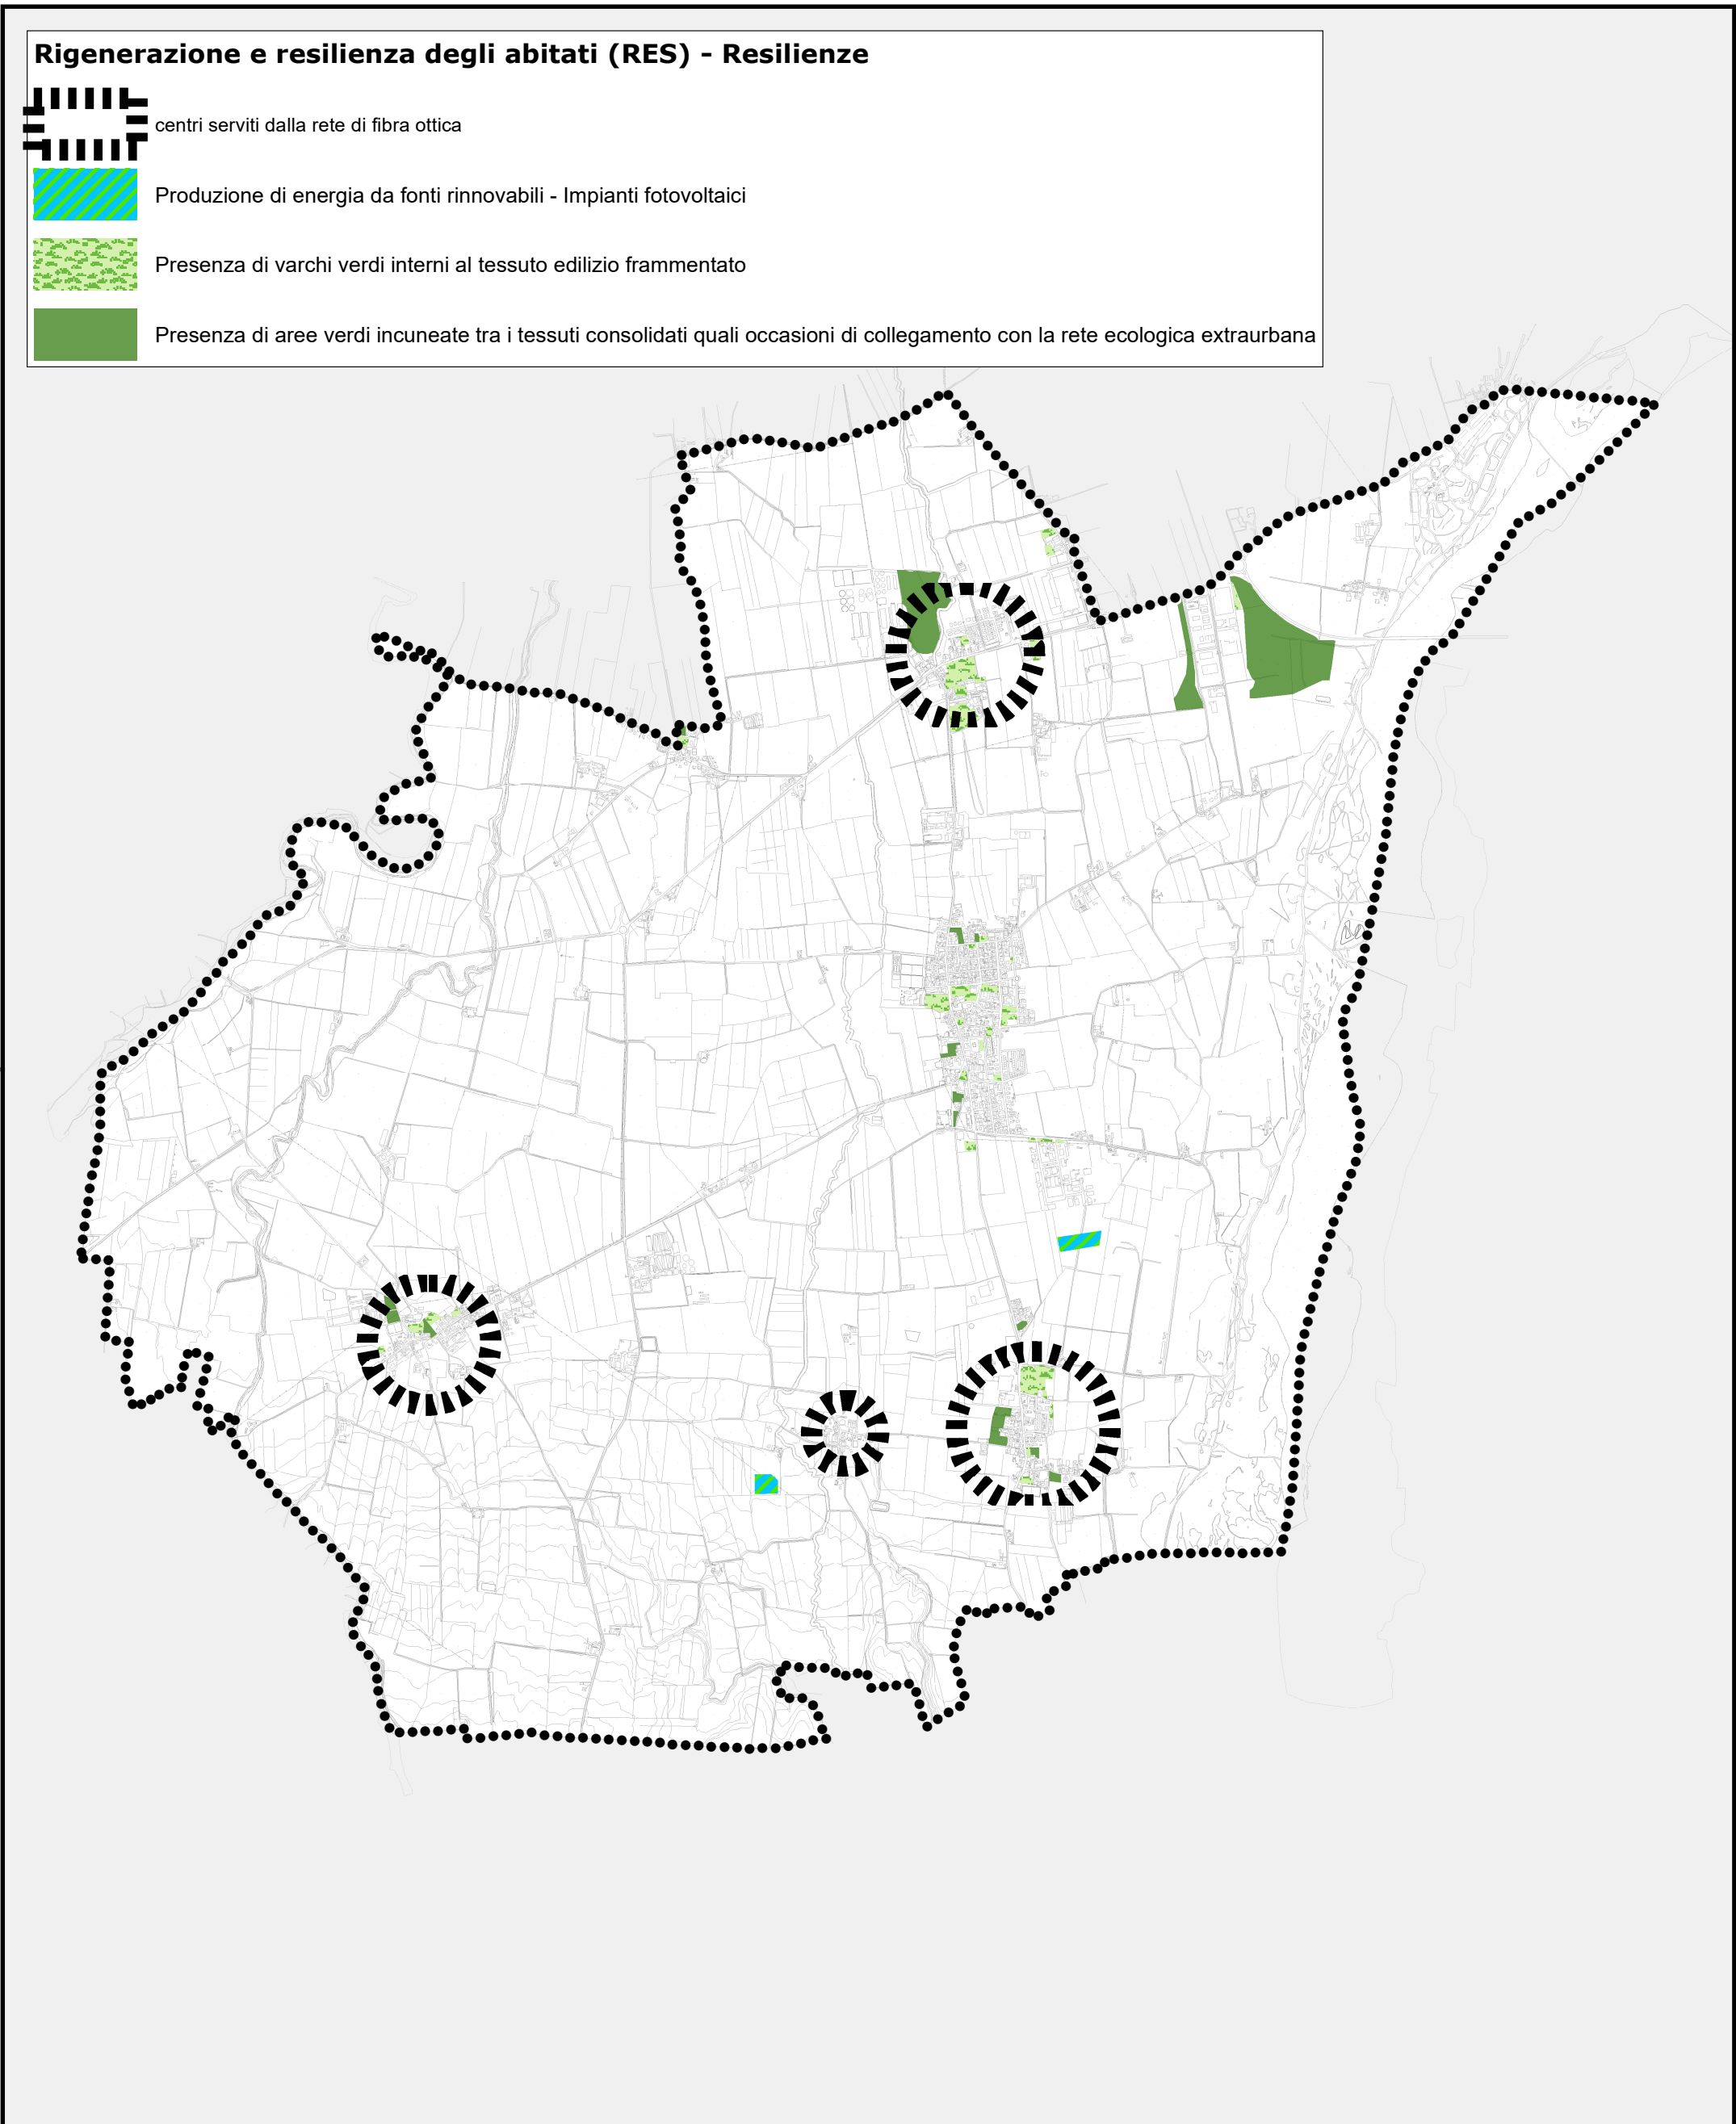 Rigenerazione e resilienza degli abitati (RES) - Resilienze
centri serviti dalla rete di fibra ottica
Produzione di energia da fonti rinnovabili - Impianti fotovoltaici
Presenza di varchi verdi interni al tessuto edilizio frammentato
Presenza di aree verdi incuneate tra i tessuti consolidati quali occasioni di collegamento con la rete ecologica extraurbana